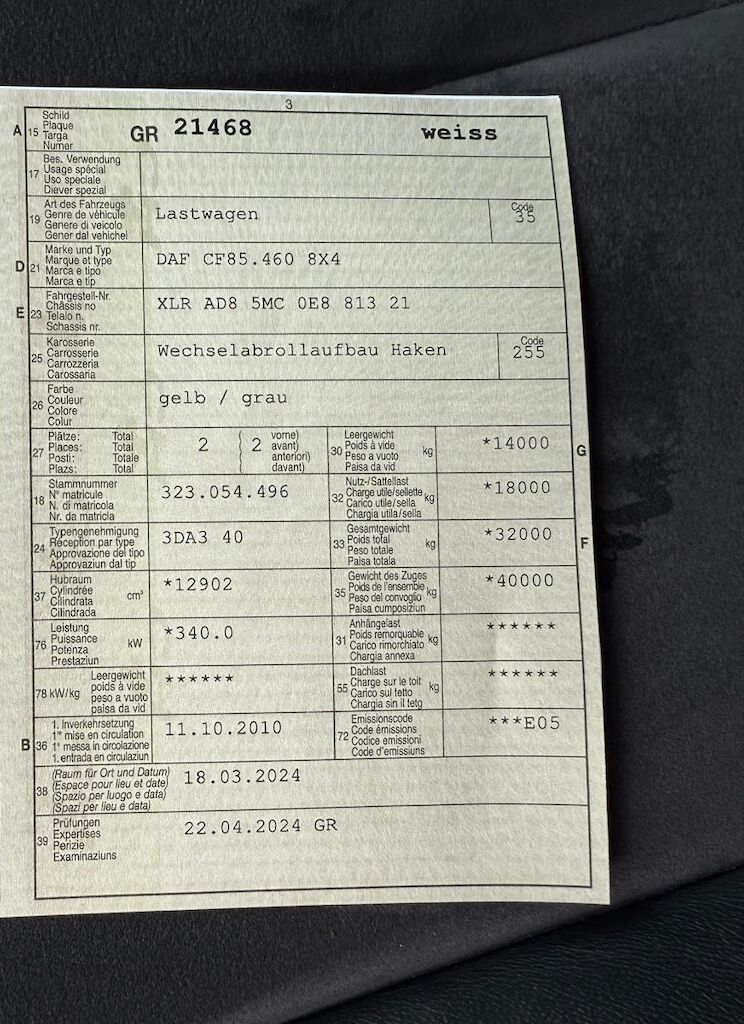 3
A 15 Schild
Plaque
Targa
Numer
GR 21468 weiss
17 Bes. Verwendung
Usage spécial
Uso speciale
Diever spezial
19 Art des Fahrzeugs
Genre de véhicule
Genere di veicolo
Gener dal vehichel
Lastwagen
Code
35
D 21 Marke und Typ
Marque et type
Marca e tipo
Marca e tip
DAF CF85.460 8X4
E 23 Fahrgestell-Nr.
Châssis no
Telaio n.
Schassis nr.
XLR AD8 5MC 0E8 813 21
25 Karosserie
Carrosserie
Carrozzeria
Carossaria
Wechselabrollaufbau Haken
Code
255
26 Farbe
Couleur
Colore
Colur
gelb / grau
27 Plätze: Total
Places: Total
Posti: Totale
Plazs: Total
2 ( 2 vorne)
avant)
anteriori)
davant)
30 Leergewicht
Poids à vide
Peso a vuoto
Paisa da vid
kg
*14000
G
18 Stammnummer
N° matricule
N. di matricola
Nr. da matricla
323.054.496
32 Nutz-/Sattellast
Charge utile/sellette
Carico utile/sella
Chargia utila/sella
kg
*18000
24 Typengenehmigung
Réception par type
Approvazione del tipo
Approvaziun dal tip
3DA3 40
33 Gesamtgewicht
Poids total
Peso totale
Paisa totala
kg
*32000
F
37 Hubraum
Cylindrée
Cilindrata
Cilindrada
cm³
*12902
35 Gewicht des Zuges
Poids de l'ensemble
Peso del convoglio
Paisa cumposiziun
kg
*40000
76 Leistung
Puissance
Potenza
Prestaziun
kW
*340.0
31 Anhängelast
Poids remorquable
Carico rimorchiato
Chargia annexa
kg
******
78 kW/kg Leergewicht
poids à vide
peso a vuoto
paisa da vid
******
55 Dachlast
Charge sur le toit
Carico sul tetto
Chargia sin il tetg
kg
******
B 36 1. Inverkehrsetzung
1re mise en circulation
1a messa in circolazione
1. entrada en circulaziun
11.10.2010
72 Emissionscode
Code émissions
Codice emissioni
Code d'emissiuns
***E05
38 (Raum für Ort und Datum)
(Espace pour lieu et date)
(Spazio per luogo e data)
(Spazi per lieu e data)
18.03.2024
39 Prüfungen
Expertises
Perizie
Examinaziuns
22.04.2024 GR